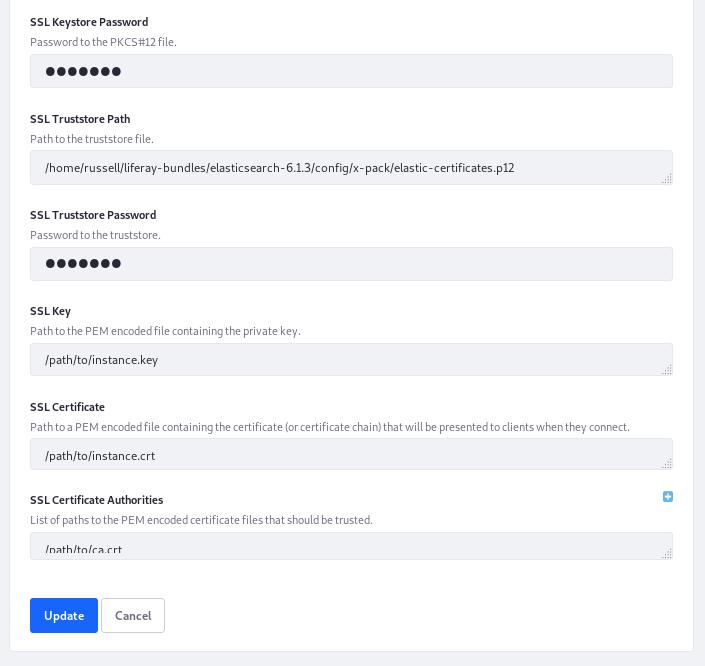 SSL Keystore Password
Password to the PKCS#12 file.
●●●●●●●
SSL Truststore Path
Path to the truststore file.
/home/russell/liferay-bundles/elasticsearch-6.1.3/config/x-pack/elastic-certificates.p12
SSL Truststore Password
Password to the truststore.
●●●●●●●
SSL Key
Path to the PEM encoded file containing the private key.
/path/to/instance.key
SSL Certificate
Path to a PEM encoded file containing the certificate (or certificate chain) that will be presented to clients when they connect.
/path/to/instance.crt
SSL Certificate Authorities
List of paths to the PEM encoded certificate files that should be trusted.
/path/to/ca.crt
Update Cancel